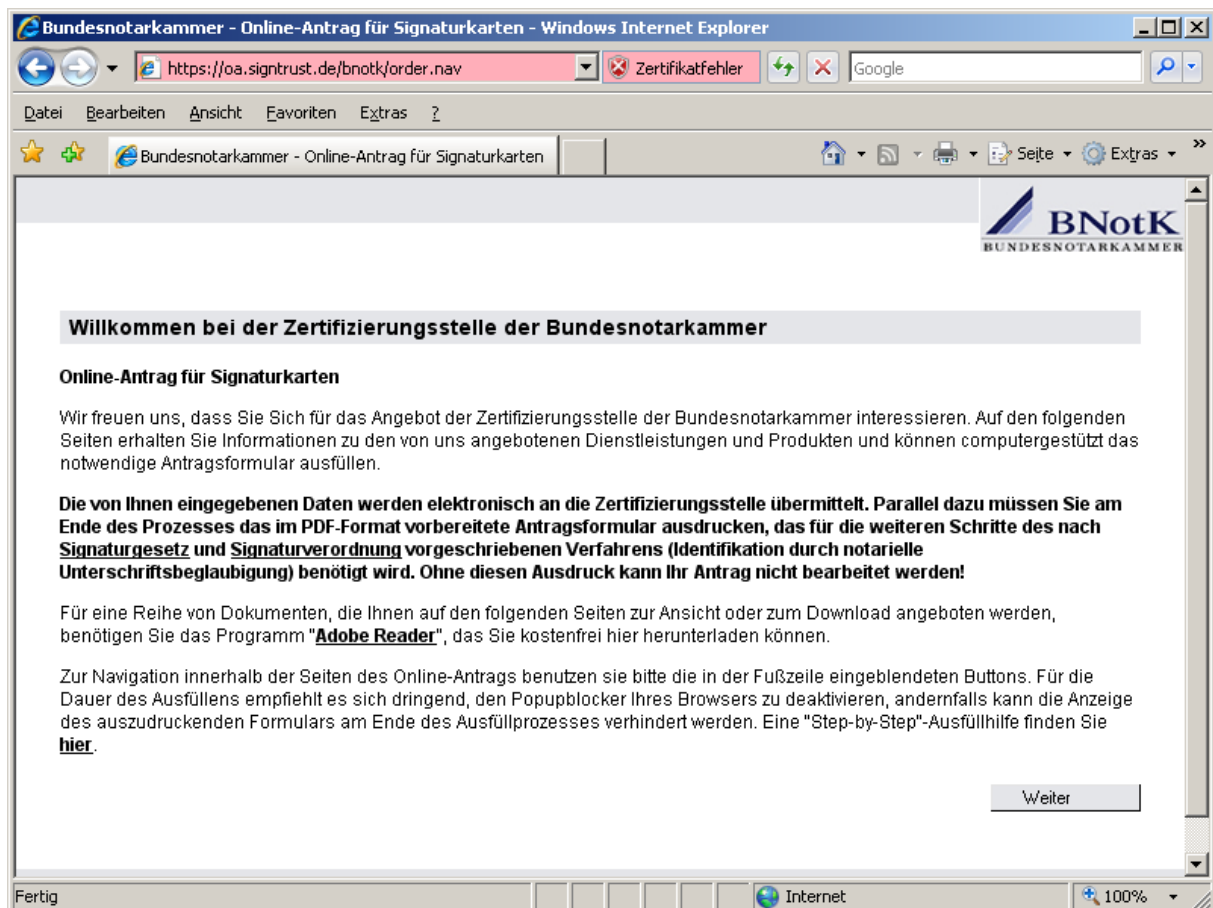 Bundesnotarkammer - Online-Antrag für Signaturkarten - Windows Internet Explorer
https://oa.signtrust.de/bnotk/order.nav Zertifikatfehler Google
Datei Bearbeiten Ansicht Favoriten Extras ?
Bundesnotarkammer - Online-Antrag für Signaturkarten Seite Extras »
BNotK
BUNDESNOTARKAMMER
Willkommen bei der Zertifizierungsstelle der Bundesnotarkammer
Online-Antrag für Signaturkarten
Wir freuen uns, dass Sie Sich für das Angebot der Zertifizierungsstelle der Bundesnotarkammer interessieren. Auf den folgenden
Seiten erhalten Sie Informationen zu den von uns angebotenen Dienstleistungen und Produkten und können computergestützt das
notwendige Antragsformular ausfüllen.
Die von Ihnen eingegebenen Daten werden elektronisch an die Zertifizierungsstelle übermittelt. Parallel dazu müssen Sie am
Ende des Prozesses das im PDF-Format vorbereitete Antragsformular ausdrucken, das für die weiteren Schritte des nach
Signaturgesetz und Signaturverordnung vorgeschriebenen Verfahrens (Identifikation durch notarielle
Unterschriftsbeglaubigung) benötigt wird. Ohne diesen Ausdruck kann Ihr Antrag nicht bearbeitet werden!
Für eine Reihe von Dokumenten, die Ihnen auf den folgenden Seiten zur Ansicht oder zum Download angeboten werden,
benötigen Sie das Programm "Adobe Reader", das Sie kostenfrei hier herunterladen können.
Zur Navigation innerhalb der Seiten des Online-Antrags benutzen sie bitte die in der Fußzeile eingeblendeten Buttons. Für die
Dauer des Ausfüllens empfiehlt es sich dringend, den Popupblocker Ihres Browsers zu deaktivieren, andernfalls kann die Anzeige
des auszudruckenden Formulars am Ende des Ausfüllprozesses verhindert werden. Eine "Step-by-Step"-Ausfüllhilfe finden Sie
hier.
Weiter
Fertig Internet 100%